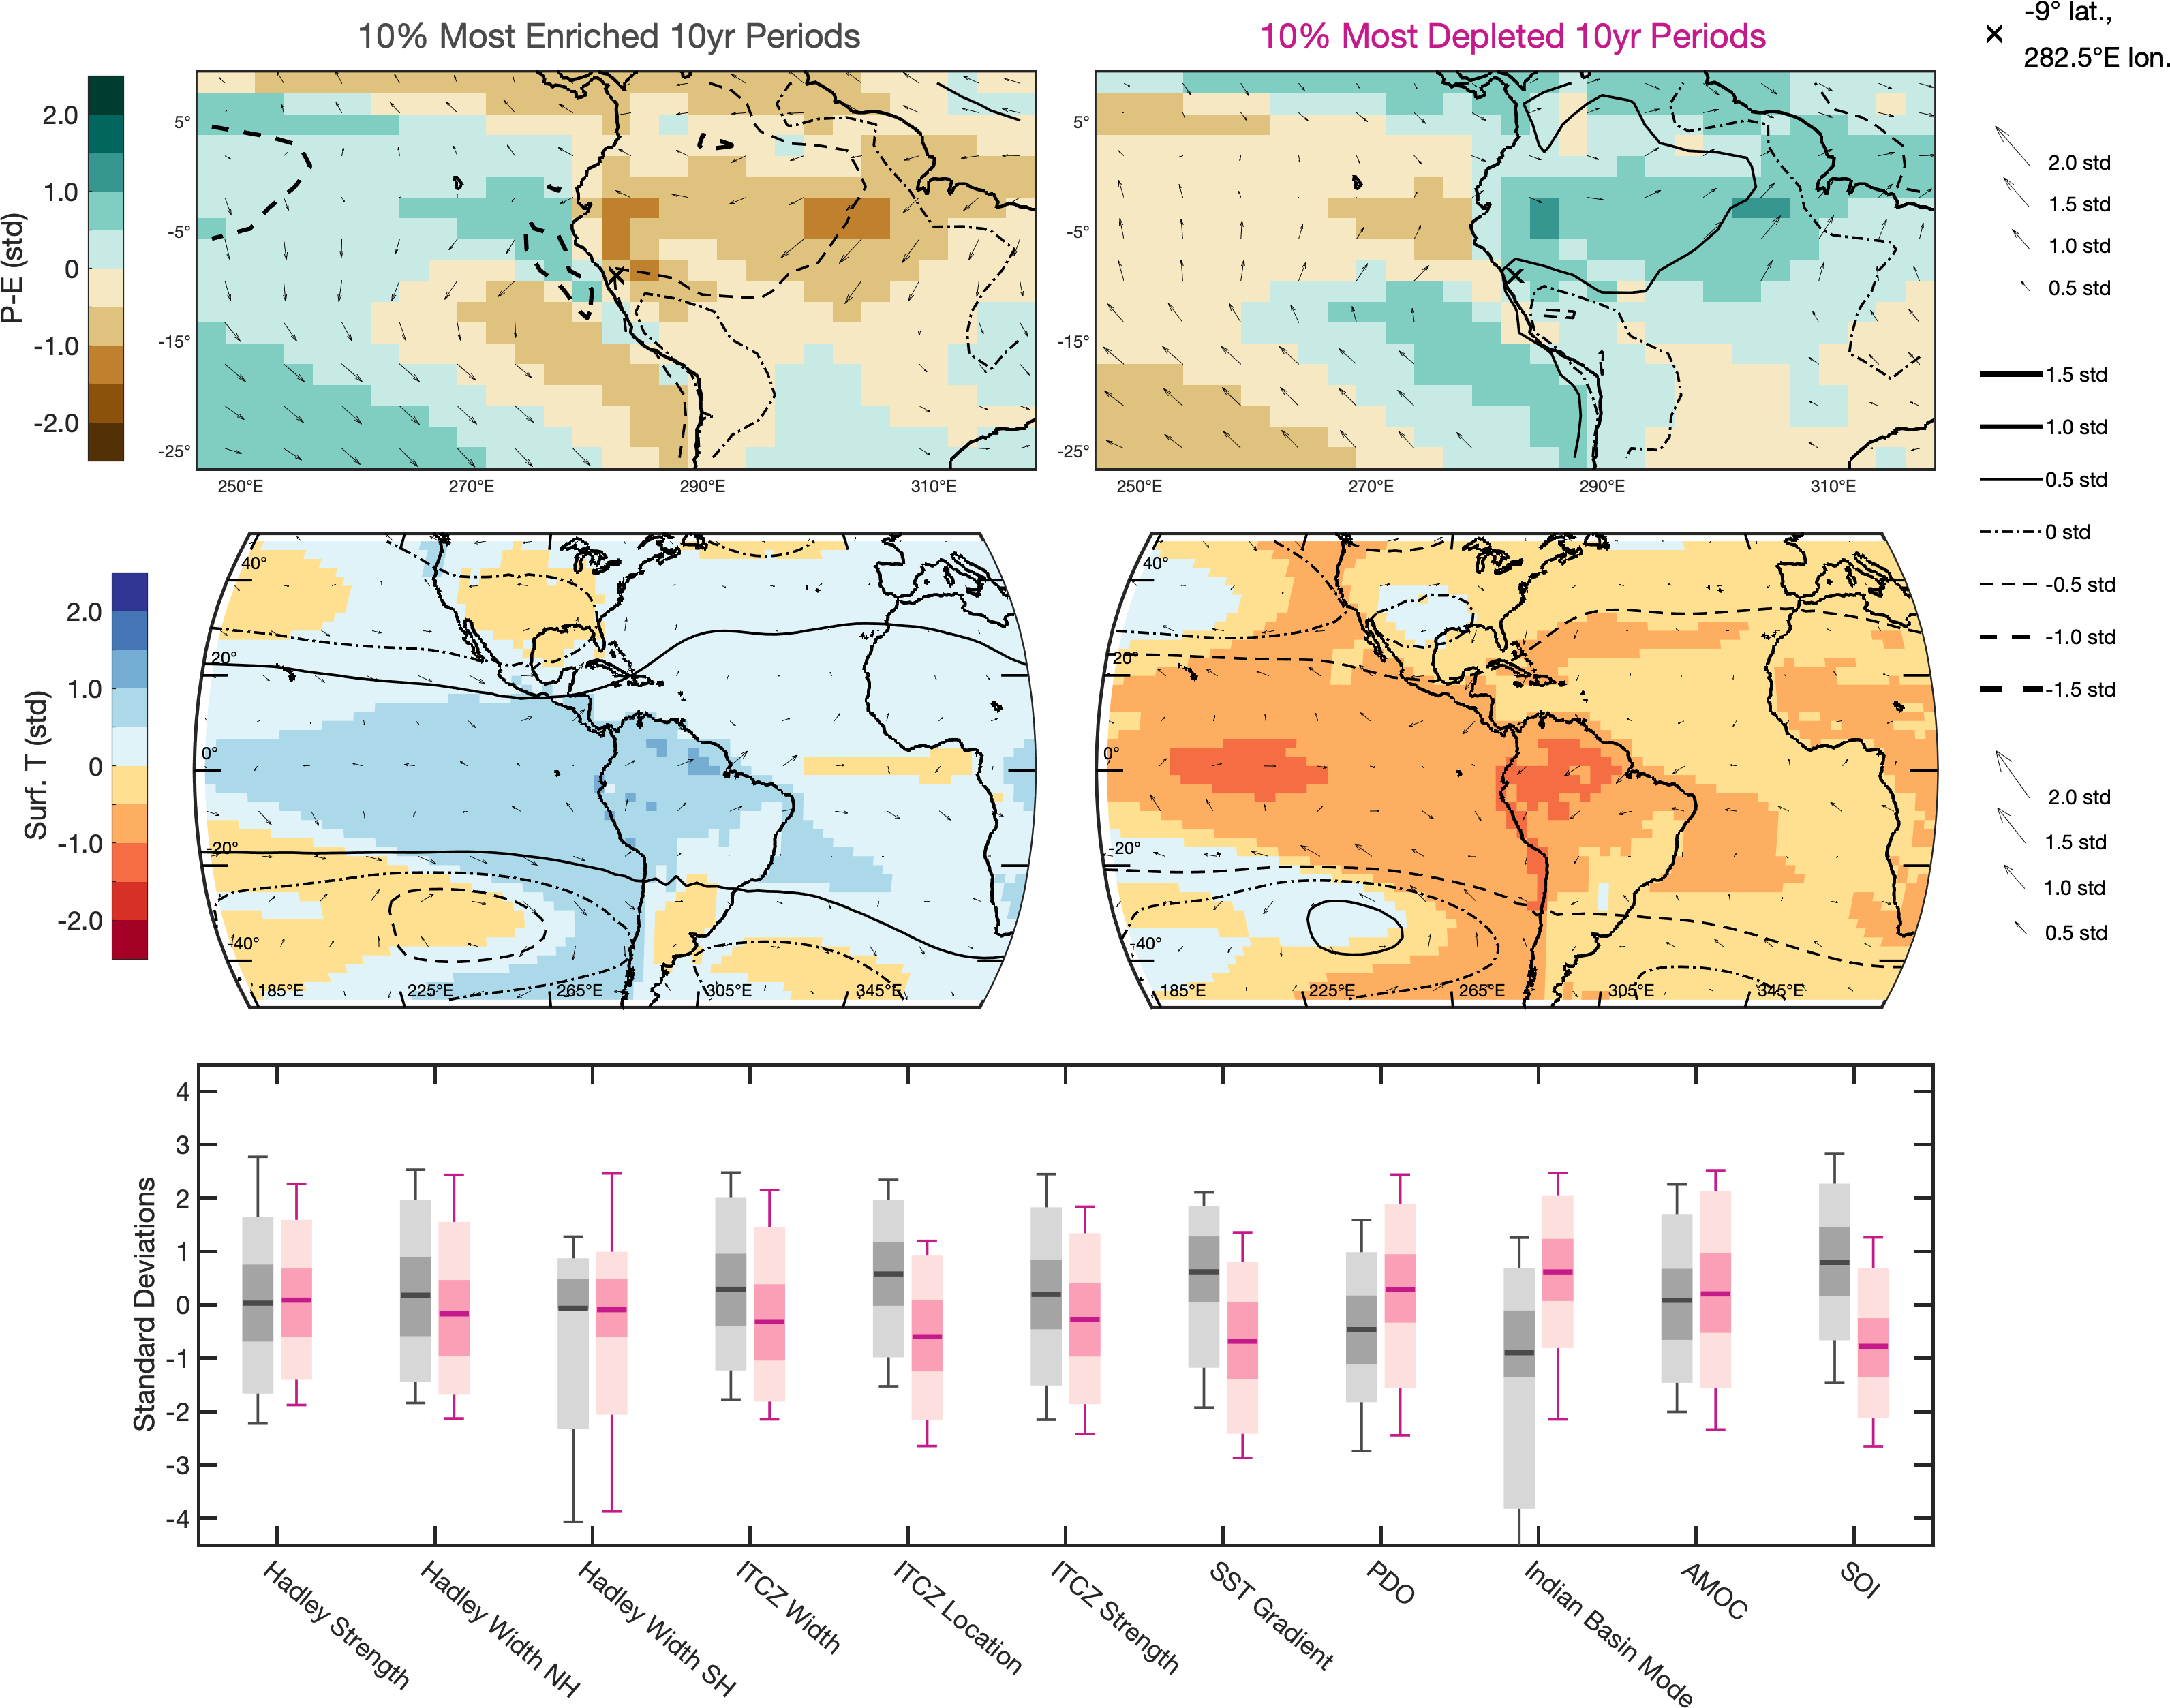 10% Most Enriched 10yr Periods
10% Most Depleted 10yr Periods
-9° lat.,
282.5°E lon.
P-E (std)
2.0
1.0
0
-1.0
-2.0
5°
-5°
-15°
-25°
250°E
270°E
290°E
310°E
5°
-5°
-15°
-25°
250°E
270°E
290°E
310°E
2.0 std
1.5 std
1.0 std
0.5 std
1.5 std
1.0 std
0.5 std
0 std
-0.5 std
-1.0 std
-1.5 std
Surf. T (std)
2.0
1.0
0
-1.0
-2.0
40°
20°
0°
-20°
-40°
185°E
225°E
265°E
305°E
345°E
40°
20°
0°
-20°
-40°
185°E
225°E
265°E
305°E
345°E
2.0 std
1.5 std
1.0 std
0.5 std
Standard Deviations
4
3
2
1
0
-1
-2
-3
-4
Hadley Strength
Hadley Width NH
Hadley Width SH
ITCZ Width
ITCZ Location
ITCZ Strength
SST Gradient
PDO
Indian Basin Mode
AMOC
SOI